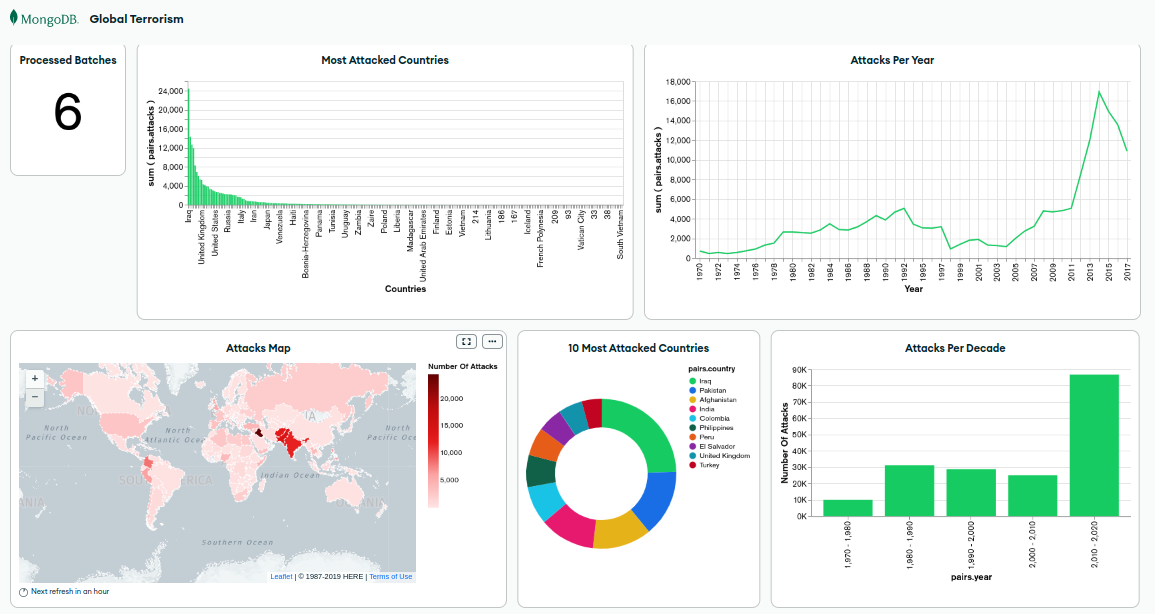 MongoDB. Global Terrorism
Processed Batches
6
Most Attacked Countries
sum ( pairs.attacks )
24,000
20,000
16,000
12,000
8,000
4,000
0
Iraq
United Kingdom
United States
Russia
Italy
Iran
Japan
Venezuela
Haiti
Bosnia-Herzegovina
Panama
Tunisia
Uruguay
Zambia
Zaire
Poland
Liberia
Madagascar
United Arab Emirates
Finland
Estonia
Vietnam
214
Lithuania
186
167
Iceland
French Polynesia
209
93
Vatican City
33
38
South Vietnam
Countries
Attacks Per Year
sum ( pairs.attacks )
18,000
16,000
14,000
12,000
10,000
8,000
6,000
4,000
2,000
0
1970
1972
1974
1976
1978
1980
1982
1984
1986
1988
1990
1992
1995
1997
1999
2001
2003
2005
2007
2009
2011
2013
2015
2017
Year
Attacks Map
+
−
North
Pacific Ocean
North
Atlantic Ocean
North
Pacific Oc
IA
SOU
RICA
Indian Ocean
ANIA
OC
ANIA
Southern Ocean
Leaflet | © 1987-2019 HERE | Terms of Use
Number Of Attacks
20,000
15,000
10,000
5,000
Next refresh in an hour
10 Most Attacked Countries
pairs.country
Iraq
Pakistan
Afghanistan
India
Colombia
Philippines
Peru
El Salvador
United Kingdom
Turkey
Attacks Per Decade
Number Of Attacks
90K
80K
70K
60K
50K
40K
30K
20K
10K
0K
1,970 - 1,980
1,980 - 1,990
1,990 - 2,000
2,000 - 2,010
2,010 - 2,020
pairs.year